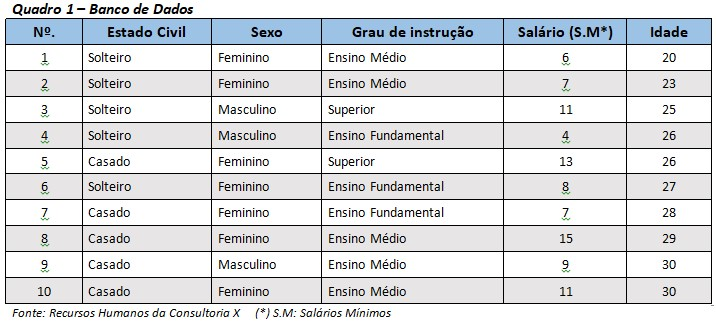 Quadro 1 – Banco de Dados
Nº. Estado Civil Sexo Grau de instrução Salário (S.M*) Idade
1 Solteiro Feminino Ensino Médio 6 20
2 Solteiro Feminino Ensino Médio 7 23
3 Solteiro Masculino Superior 11 25
4 Solteiro Masculino Ensino Fundamental 4 26
5 Casado Feminino Superior 13 26
6 Solteiro Feminino Ensino Fundamental 8 27
7 Casado Feminino Ensino Fundamental 7 28
8 Casado Feminino Ensino Médio 15 29
9 Casado Masculino Ensino Médio 9 30
10 Casado Feminino Ensino Médio 11 30
Fonte: Recursos Humanos da Consultoria X (*) S.M: Salários Mínimos